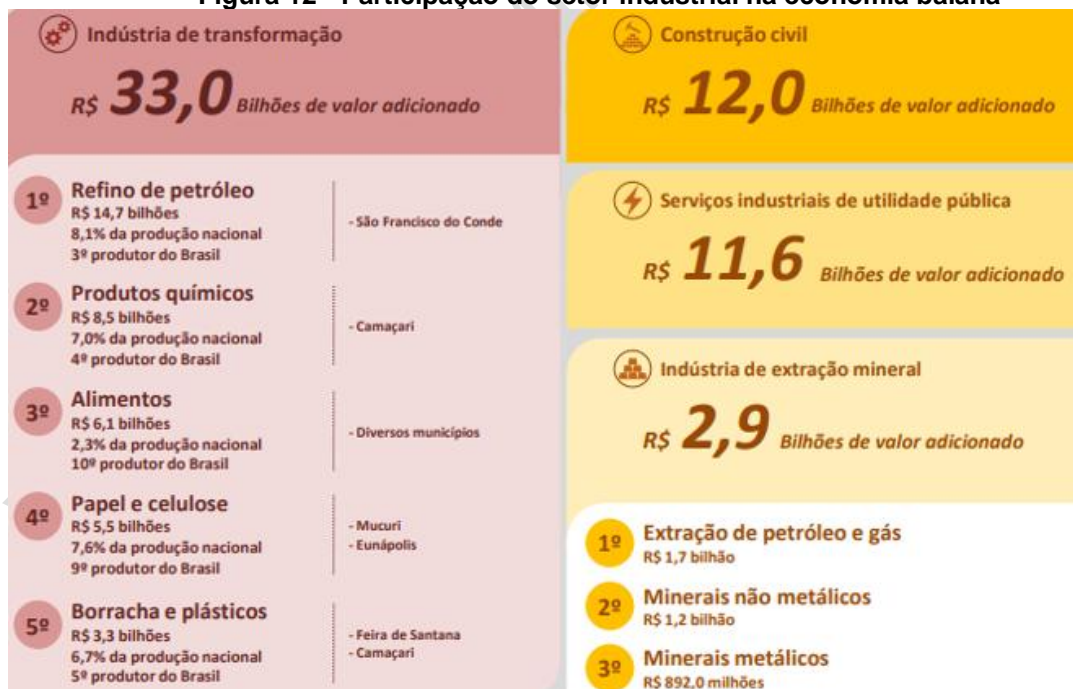 Figura 12 - Participação do setor industrial na economia baiana
Indústria de transformação
R$ 33,0 Bilhões de valor adicionado
1º
Refino de petróleo
R$ 14,7 bilhões
8,1% da produção nacional
3º produtor do Brasil
- São Francisco do Conde
2º
Produtos químicos
R$ 8,5 bilhões
7,0% da produção nacional
4º produtor do Brasil
- Camaçari
3º
Alimentos
R$ 6,1 bilhões
2,3% da produção nacional
10º produtor do Brasil
- Diversos municípios
4º
Papel e celulose
R$ 5,5 bilhões
7,6% da produção nacional
9º produtor do Brasil
- Mucuri
- Eunápolis
5º
Borracha e plásticos
R$ 3,3 bilhões
6,7% da produção nacional
5º produtor do Brasil
- Feira de Santana
- Camaçari
Construção civil
R$ 12,0 Bilhões de valor adicionado
Serviços industriais de utilidade pública
R$ 11,6 Bilhões de valor adicionado
Indústria de extração mineral
R$ 2,9 Bilhões de valor adicionado
1º
Extração de petróleo e gás
R$ 1,7 bilhão
2º
Minerais não metálicos
R$ 1,2 bilhão
3º
Minerais metálicos
R$ 892,0 milhões